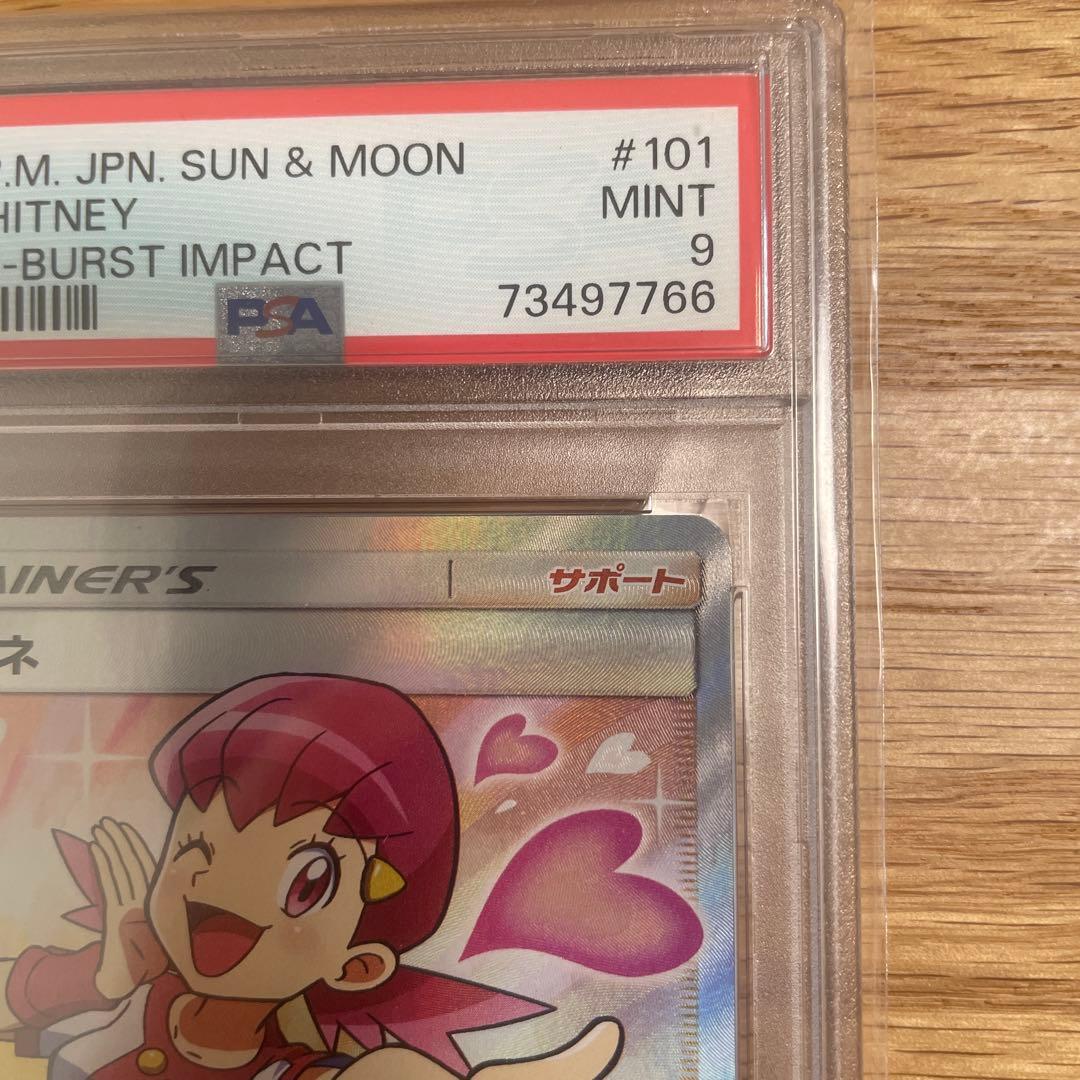 P.M. JPN. SUN & MOON #101
HITNEY MINT
-BURST IMPACT 9
PSA 73497766
AINER'S サポート
ネ